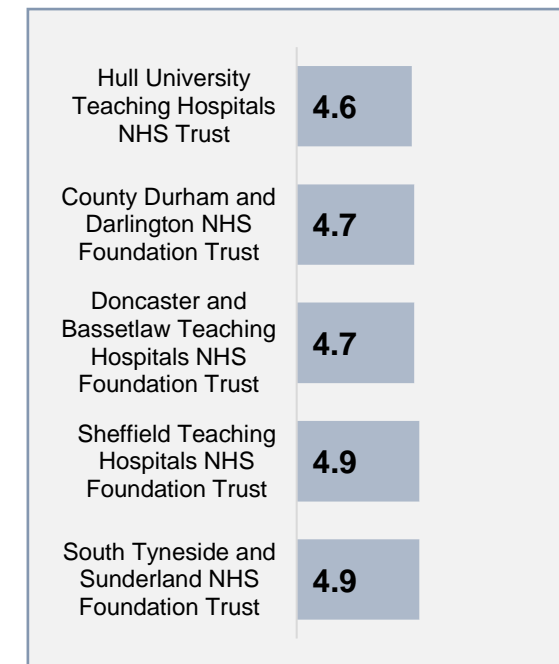 Hull University
Teaching Hospitals
NHS Trust
4.6
County Durham and
Darlington NHS
Foundation Trust
4.7
Doncaster and
Bassetlaw Teaching
Hospitals NHS
Foundation Trust
4.7
Sheffield Teaching
Hospitals NHS
Foundation Trust
4.9
South Tyneside and
Sunderland NHS
Foundation Trust
4.9